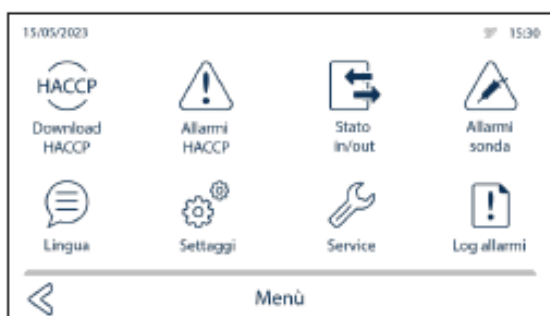 15/05/2023 15:30
HACCP
Download HACCP
Allarmi HACCP
Stato in/out
Allarmi sonda
Lingua
Settaggi
Service
Log allarmi
Menù